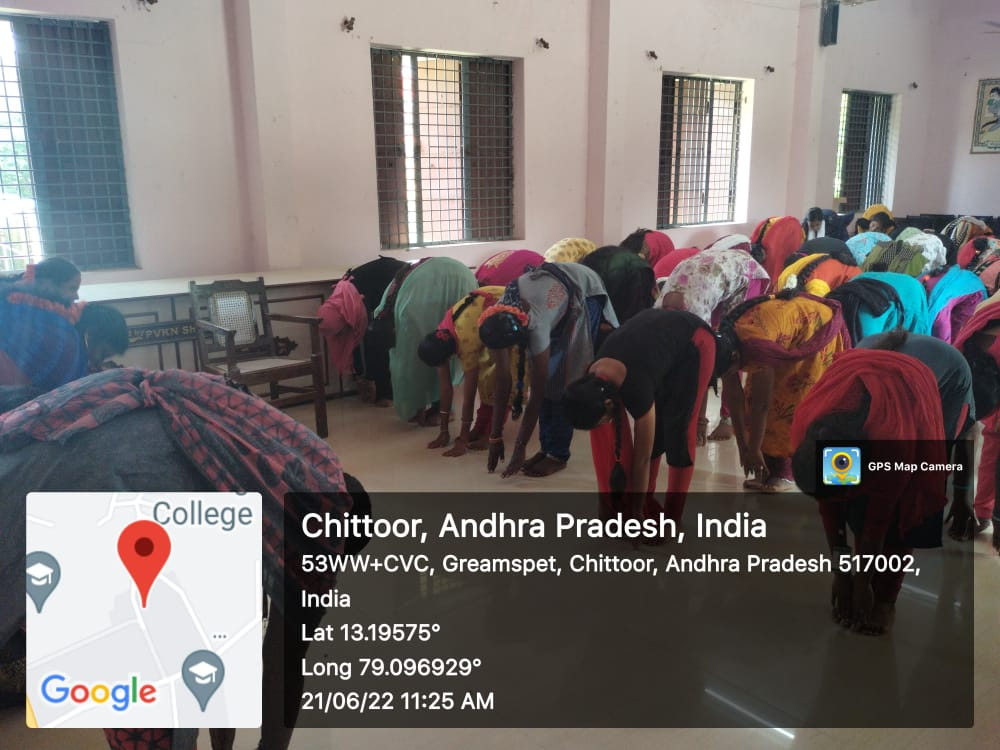 PVKN
GPS Map Camera
College
Google
Chittoor, Andhra Pradesh, India
53WW+CVC, Greamspet, Chittoor, Andhra Pradesh 517002,
India
Lat 13.19575°
Long 79.096929°
21/06/22 11:25 AM